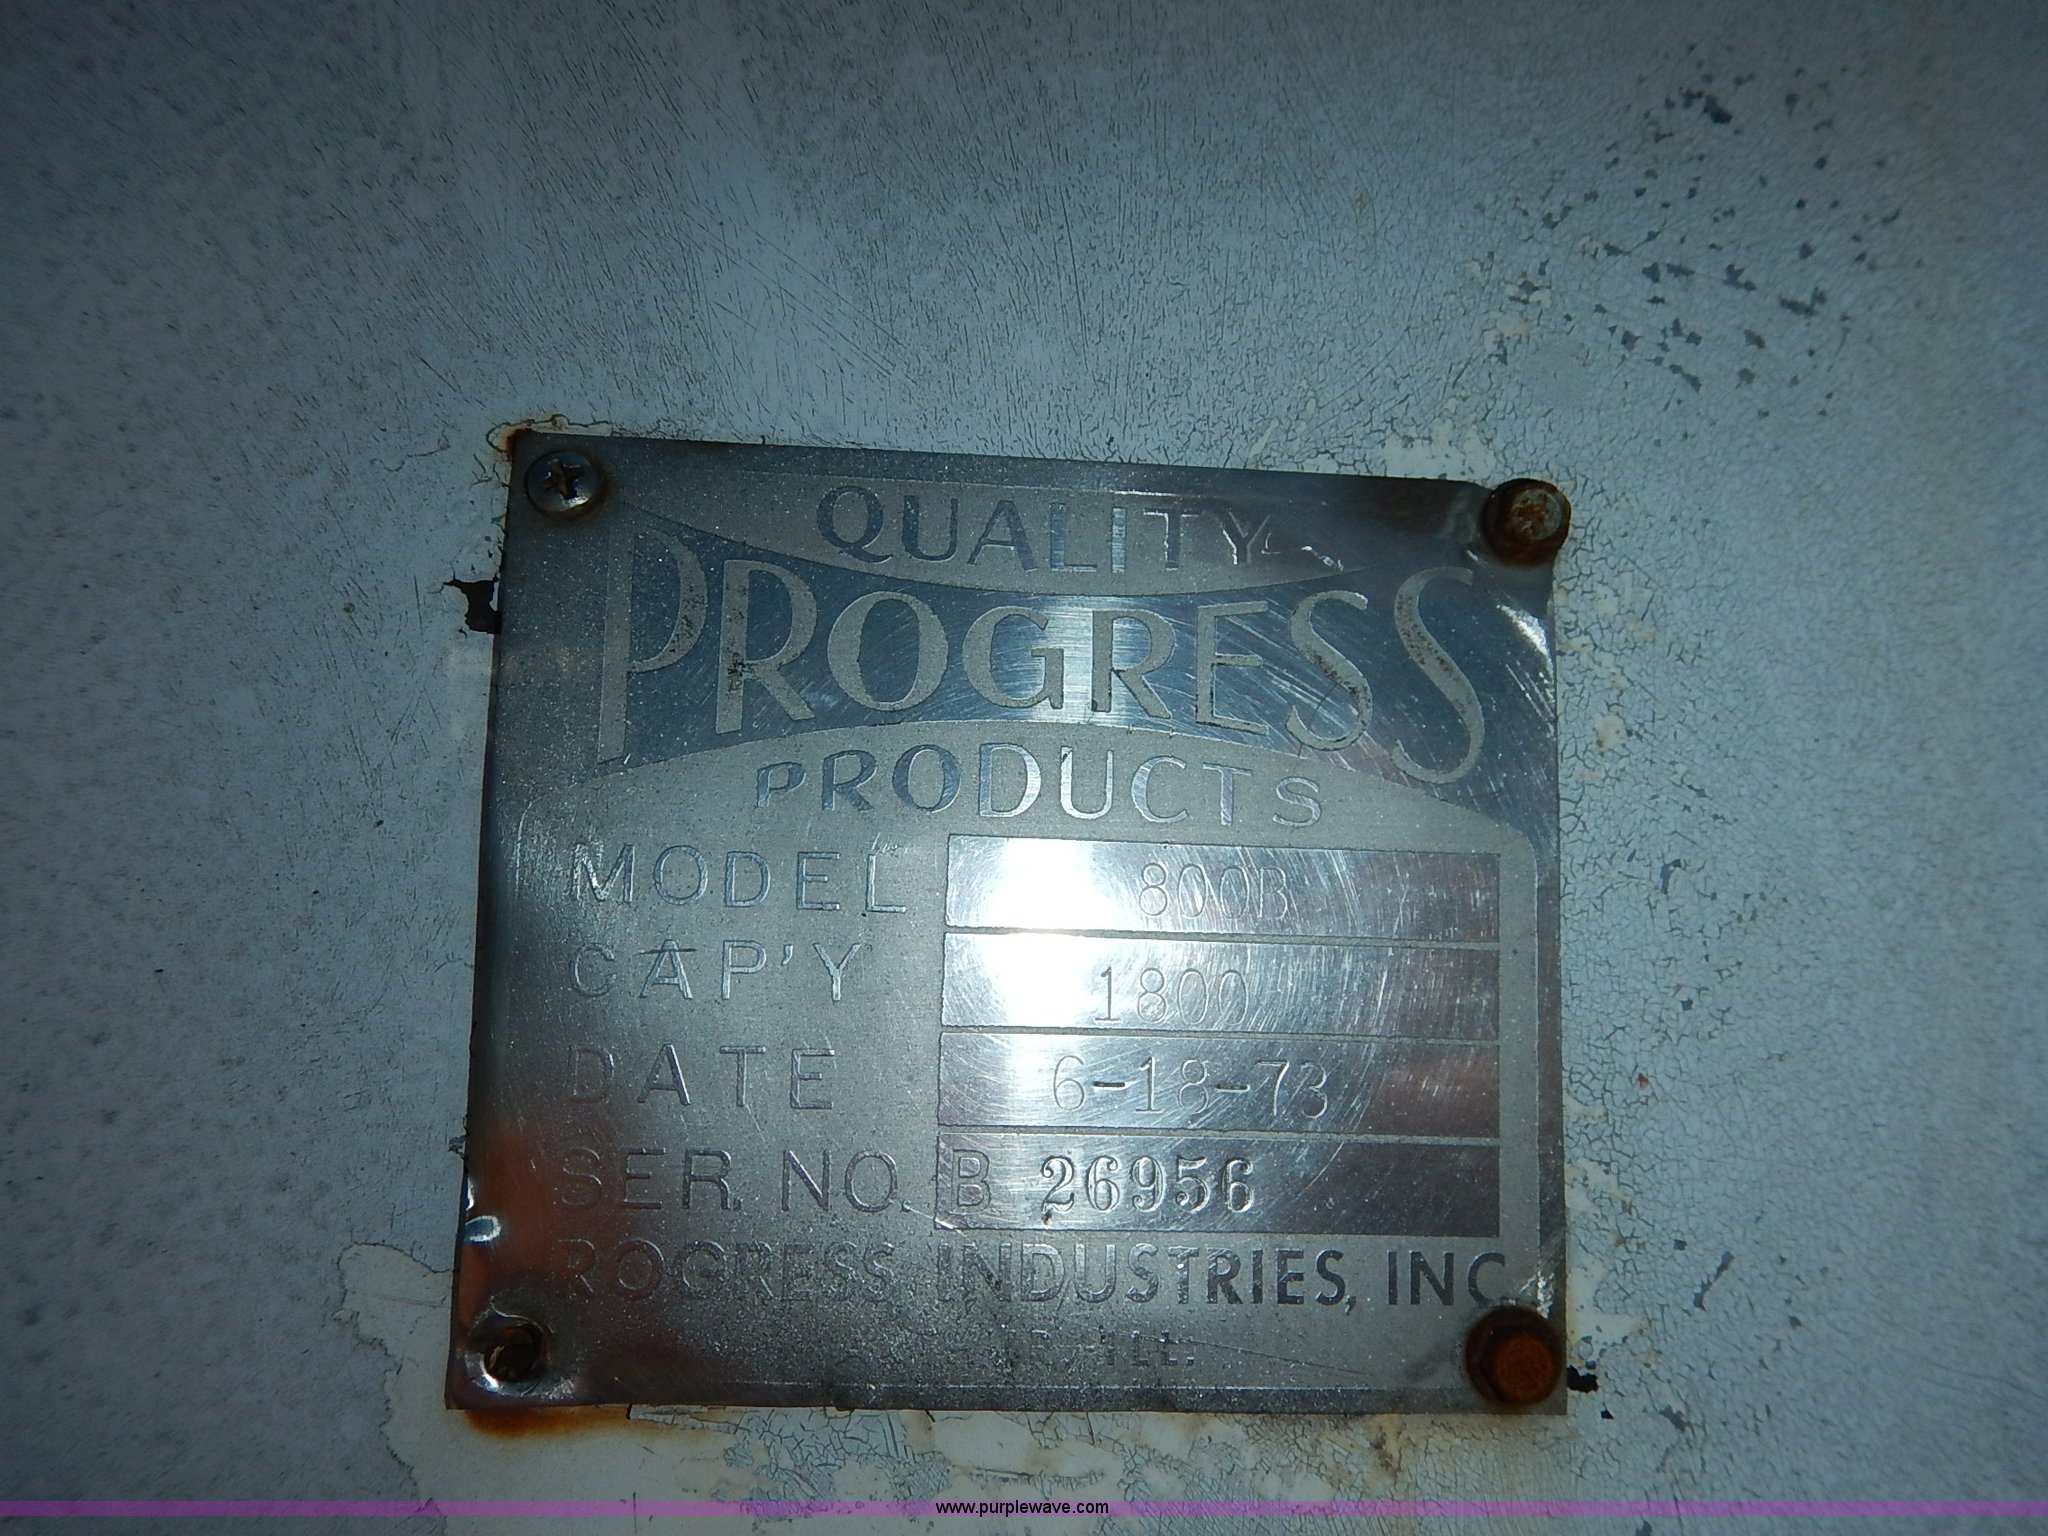 QUALITY
PROGRESS
PRODUCTS
MODEL 800B
CAP'Y 1800
DATE 6-18-73
SER. NO. B 26956
ROGRESS INDUSTRIES, INC.
ILL.
www.purplewave.com